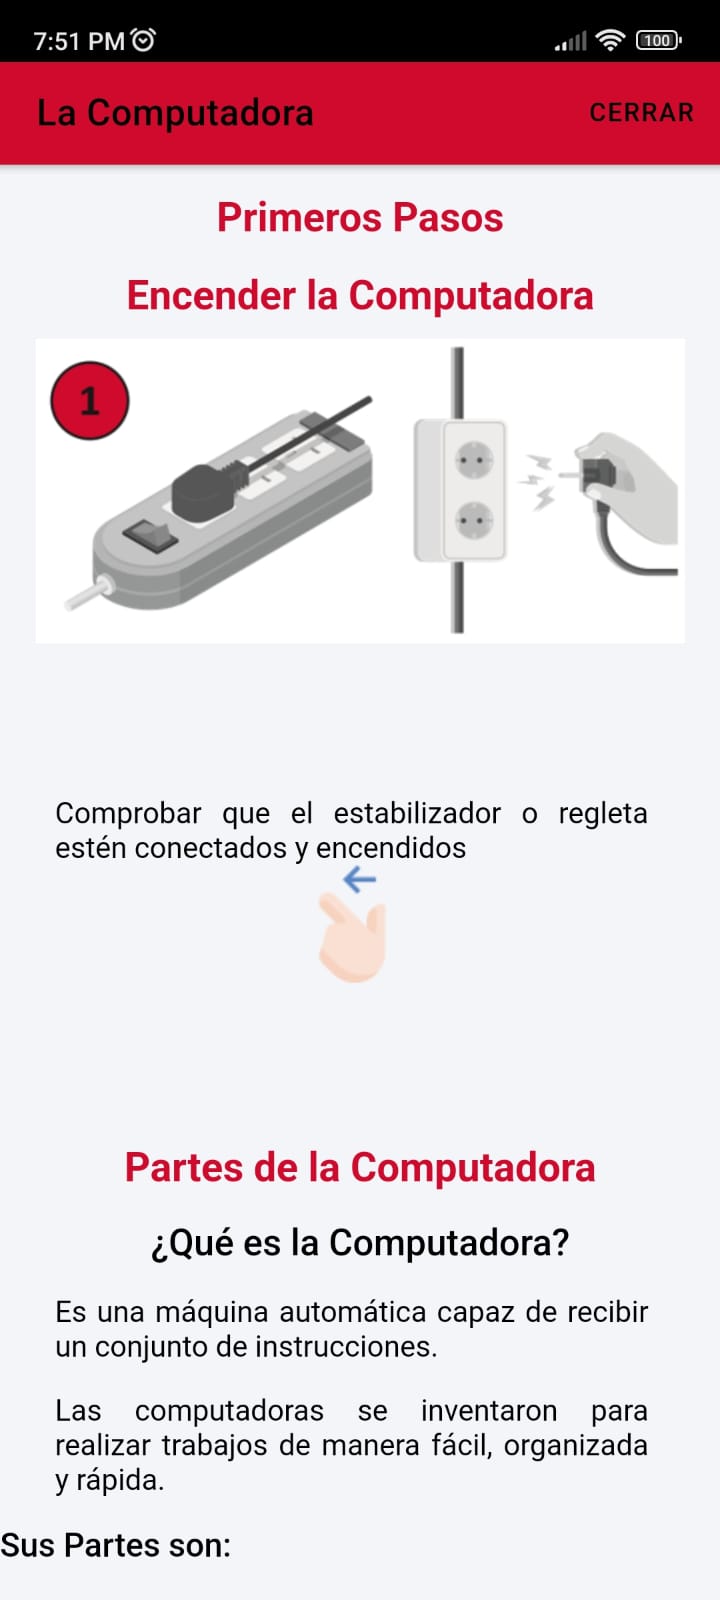 7:51 PM
100
La Computadora
CERRAR
Primeros Pasos
Encender la Computadora
1
Comprobar que el estabilizador o regleta
estén conectados y encendidos
Partes de la Computadora
¿Qué es la Computadora?
Es una máquina automática capaz de recibir
un conjunto de instrucciones.
Las computadoras se inventaron para
realizar trabajos de manera fácil, organizada
y rápida.
Sus Partes son: